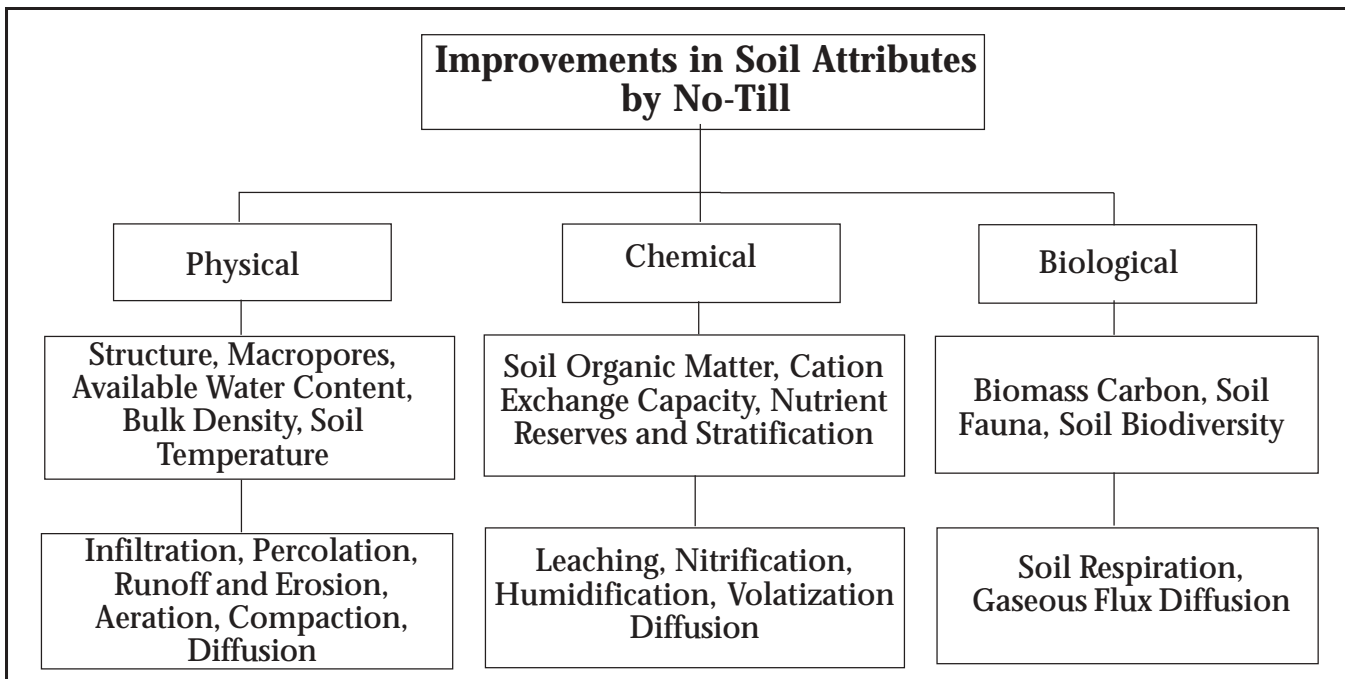 Improvements in Soil Attributes
by No-Till
Physical
Chemical
Biological
Structure, Macropores,
Available Water Content,
Bulk Density, Soil
Temperature
Soil Organic Matter, Cation
Exchange Capacity, Nutrient
Reserves and Stratification
Biomass Carbon, Soil
Fauna, Soil Biodiversity
Infiltration, Percolation,
Runoff and Erosion,
Aeration, Compaction,
Diffusion
Leaching, Nitrification,
Humidification, Volatization
Diffusion
Soil Respiration,
Gaseous Flux Diffusion